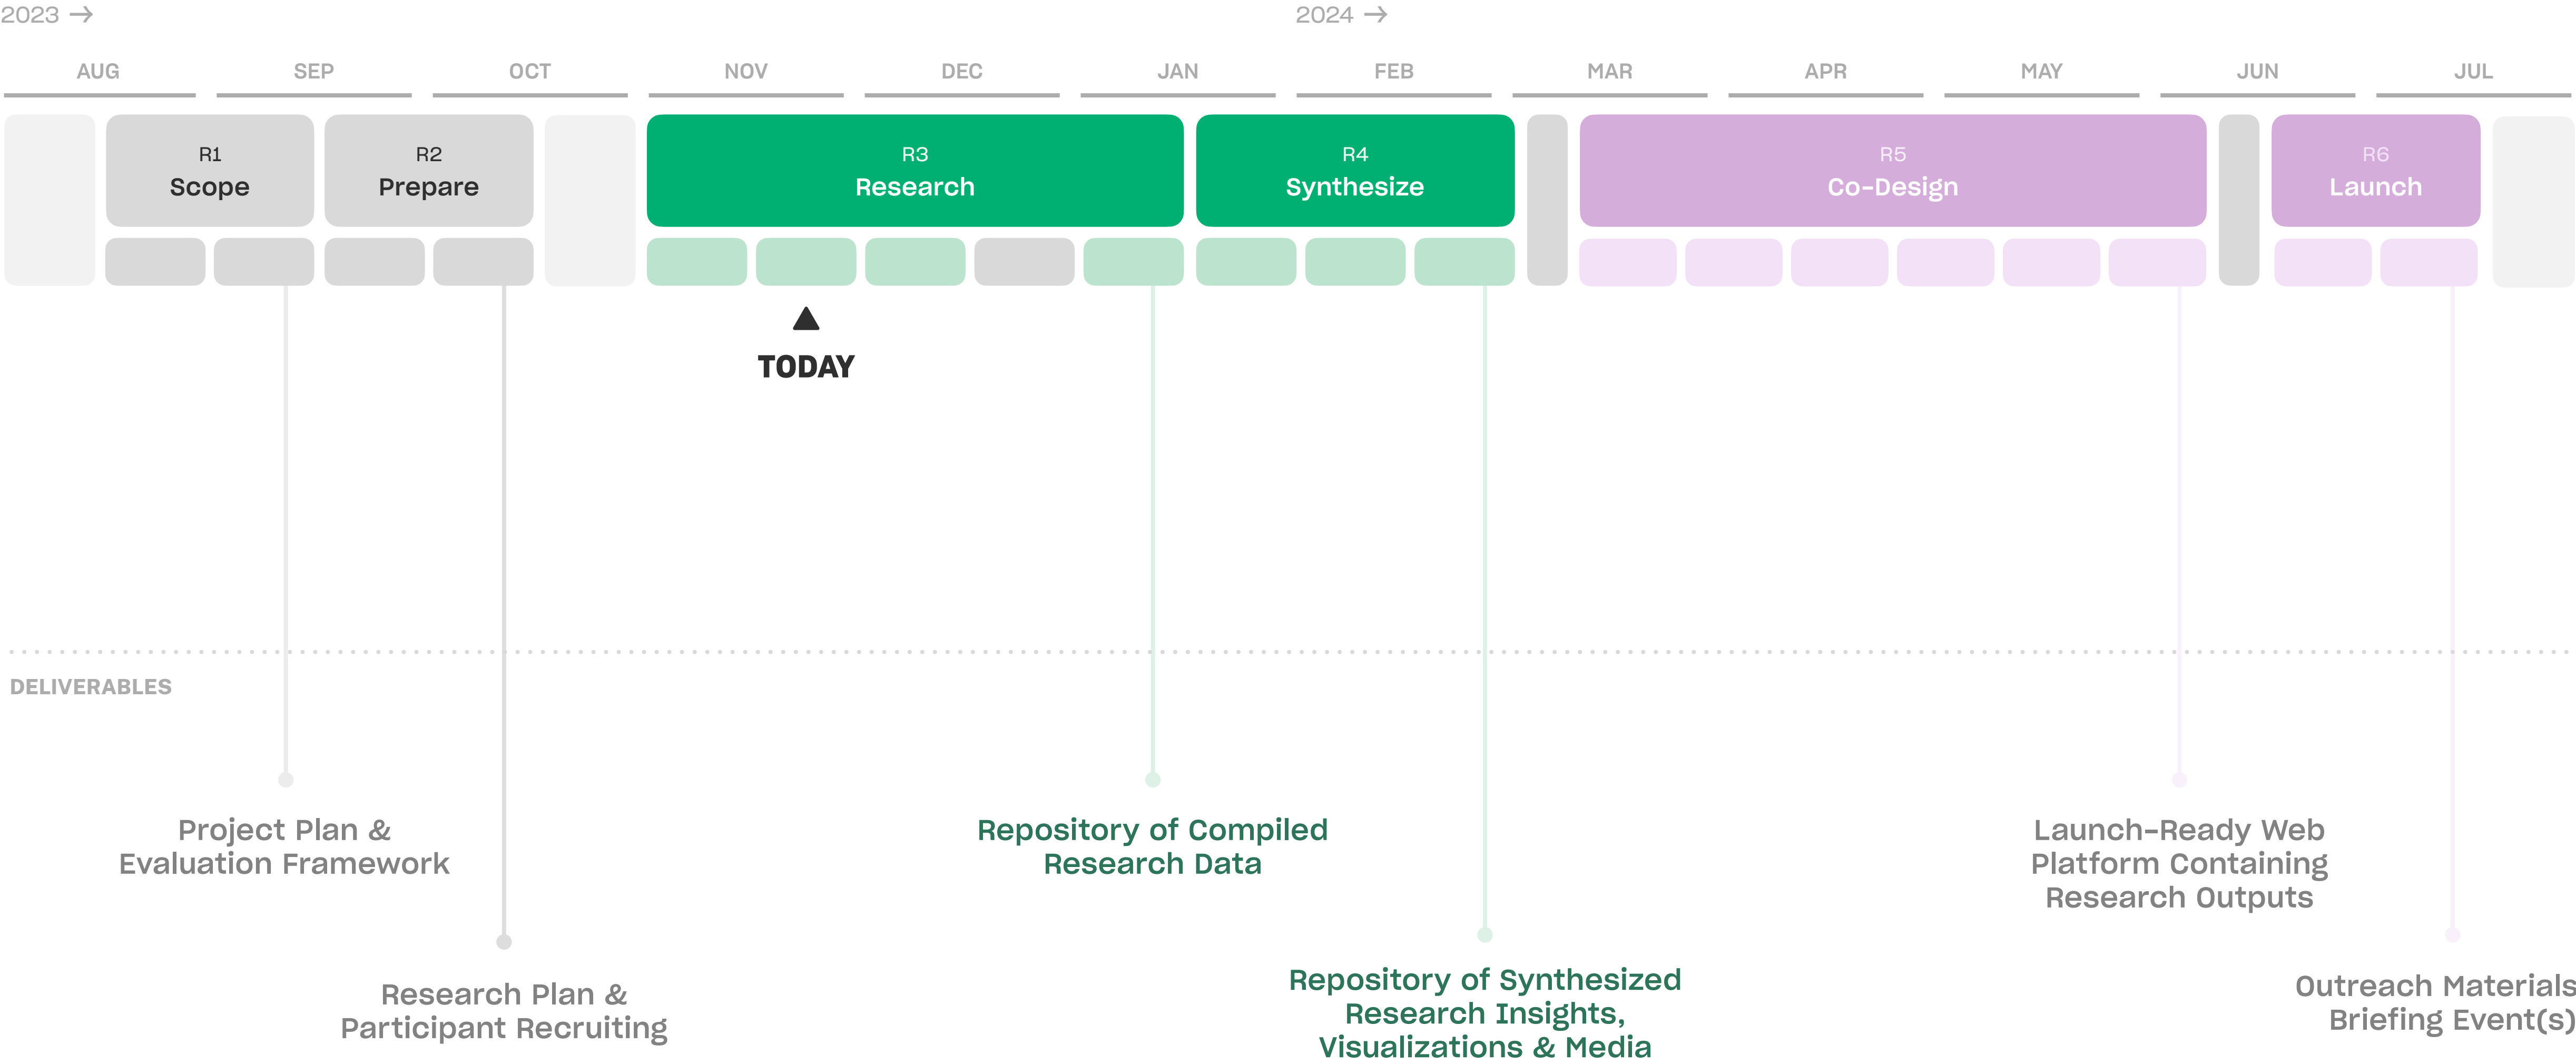 2023 →
2024 →
AUG
SEP
OCT
NOV
DEC
JAN
FEB
MAR
APR
MAY
JUN
JUL
R1
Scope
R2
Prepare
R3
Research
R4
Synthesize
R5
Co-Design
R6
Launch
TODAY
DELIVERABLES
Project Plan &
Evaluation Framework
Research Plan &
Participant Recruiting
Repository of Compiled
Research Data
Repository of Synthesized
Research Insights,
Visualizations & Media
Launch-Ready Web
Platform Containing
Research Outputs
Outreach Materials
Briefing Event(s)